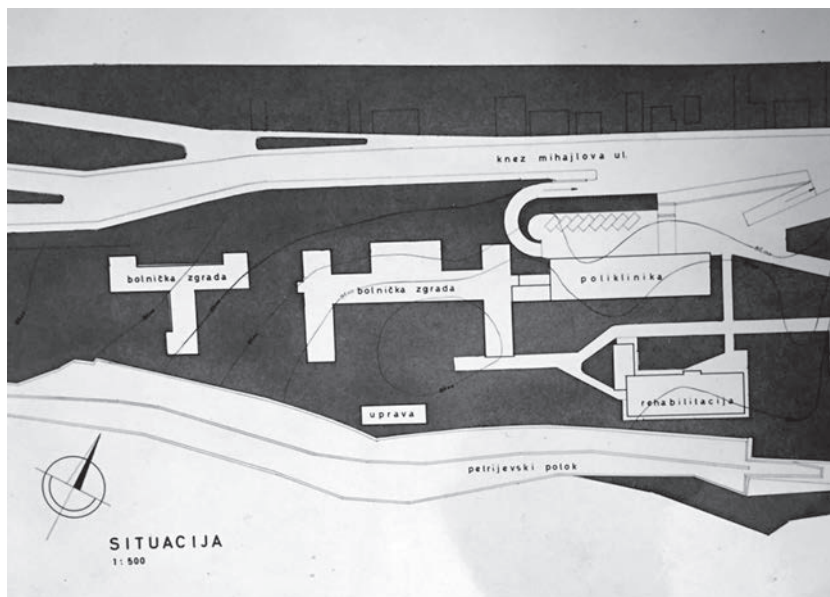 knez mihajlova ul.
bolnička zgrada
bolnička zgrada
poliklinika
uprava
rehabilitacija
petrijevski potok
SITUACIJA
1:500